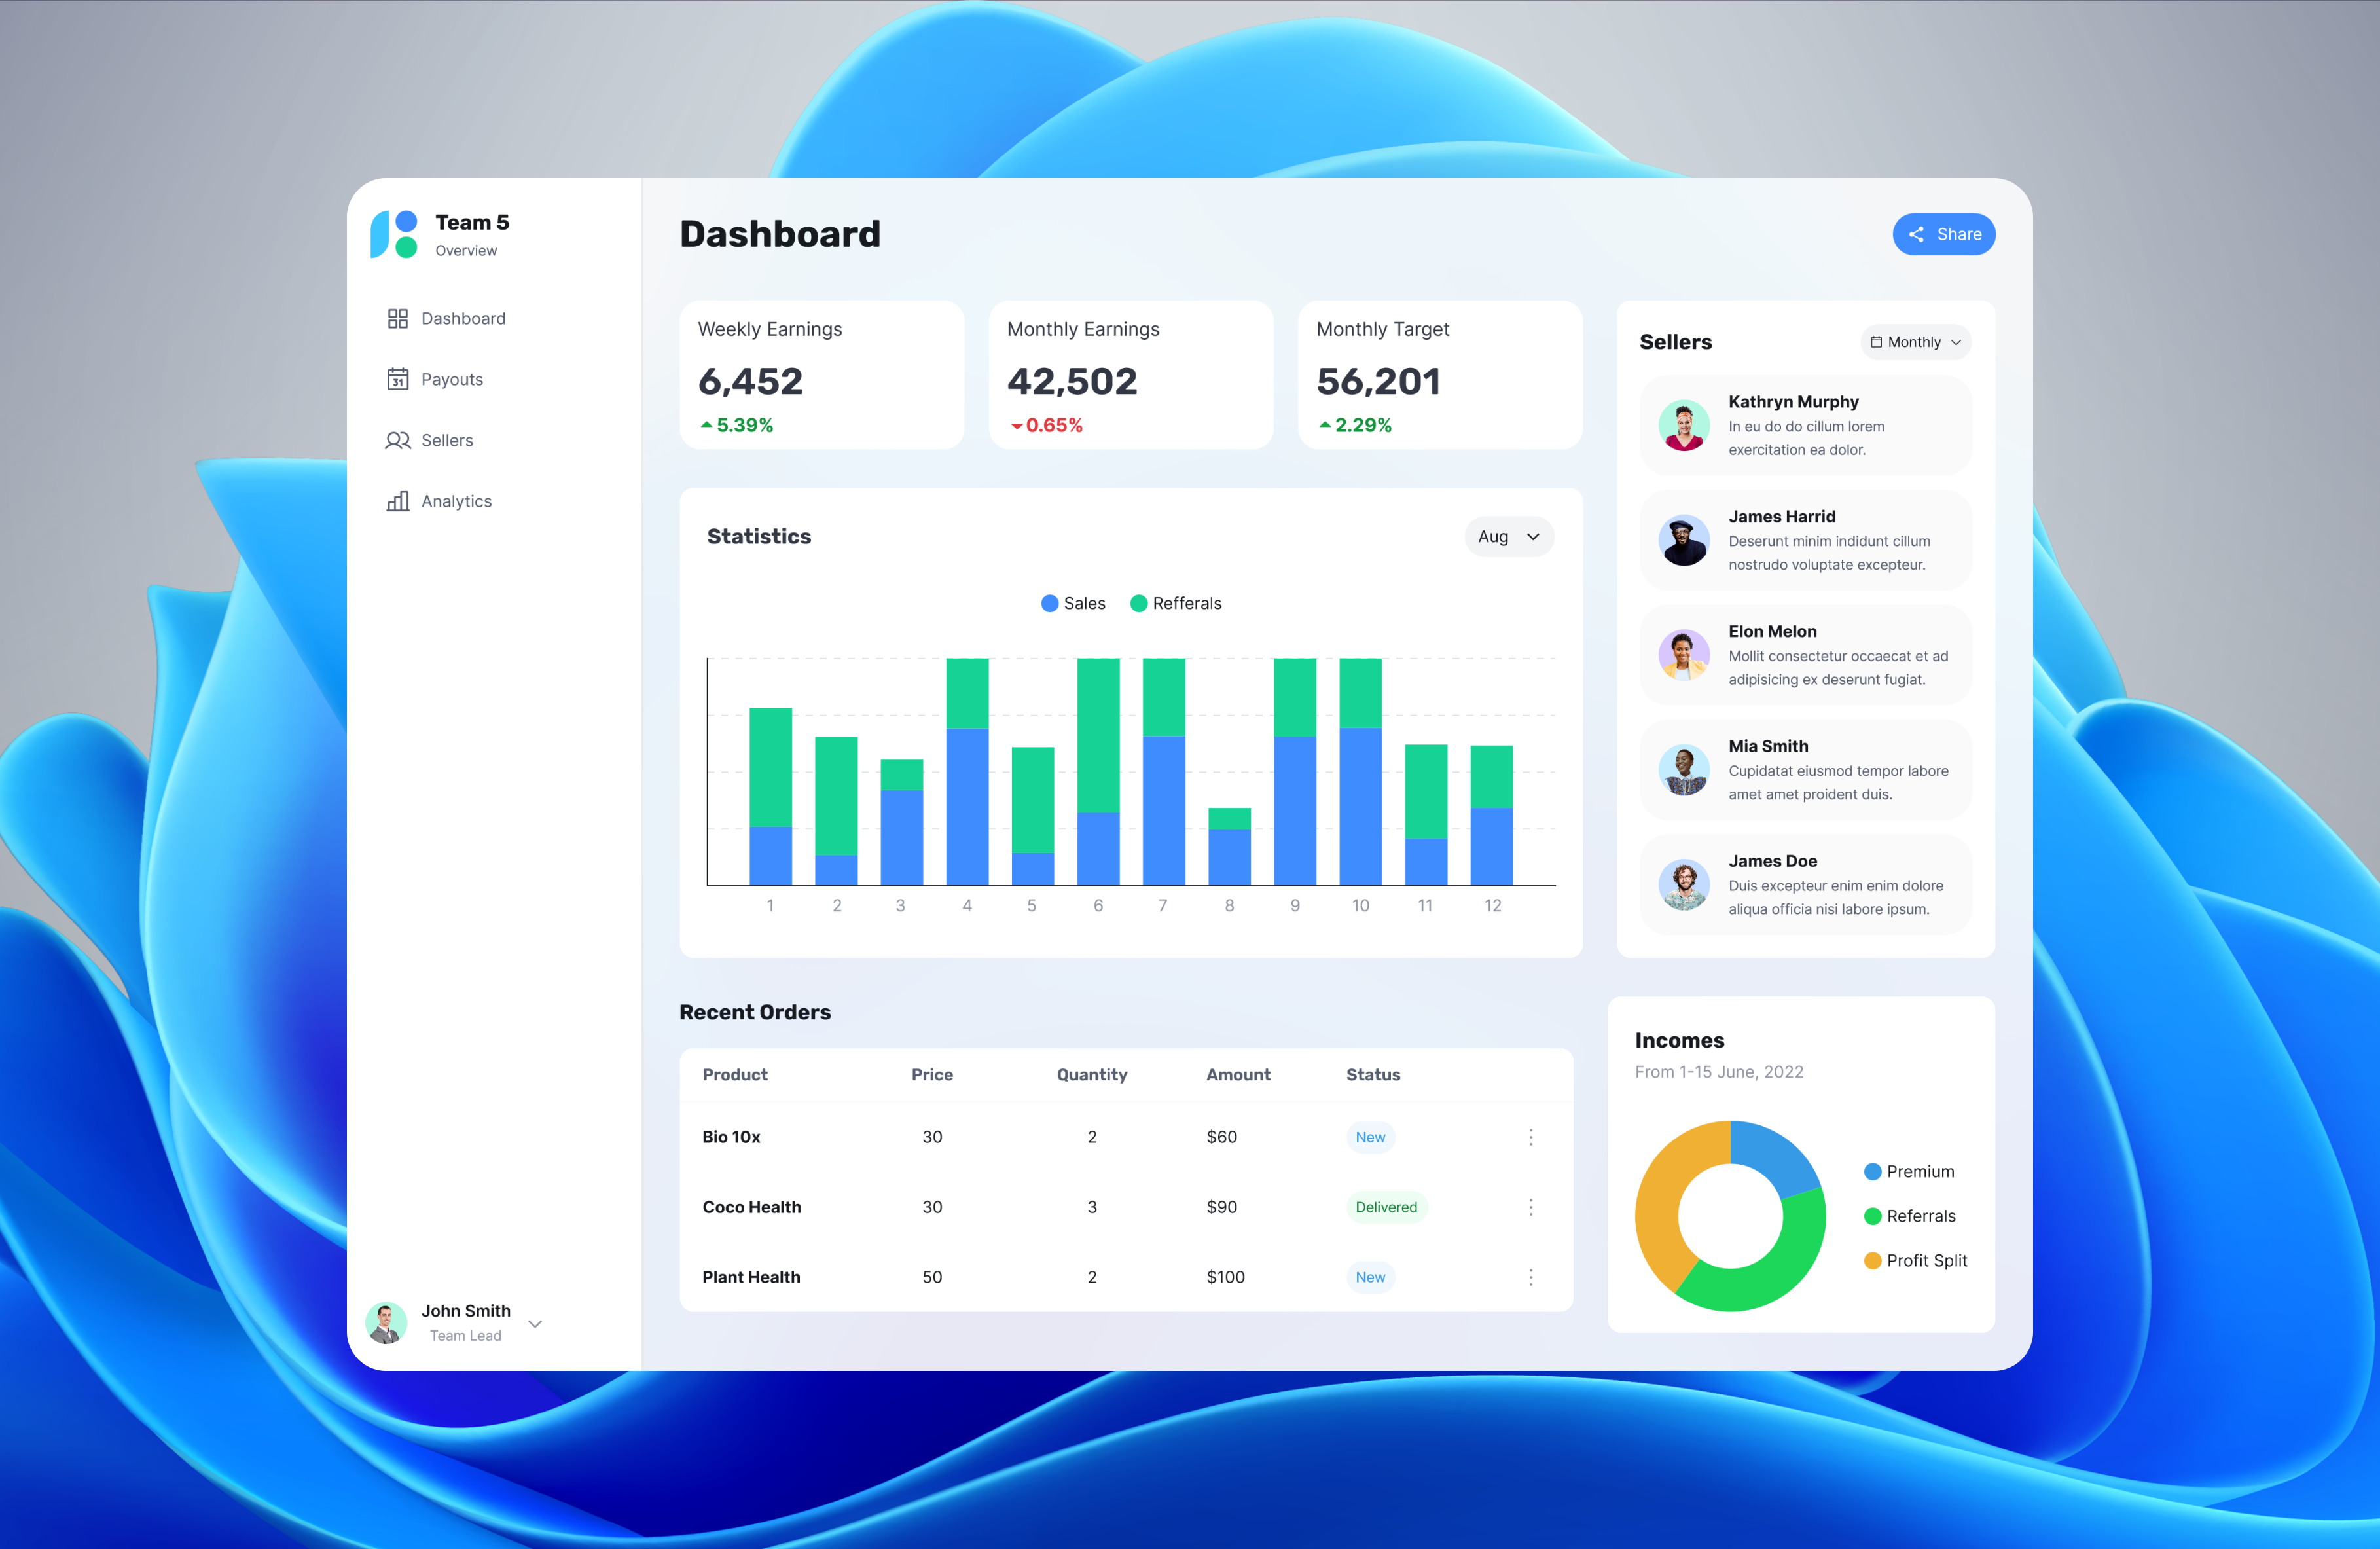 Team 5
Overview
Dashboard
31
Payouts
Sellers
Analytics
John Smith
Team Lead
Dashboard
Share
Weekly Earnings
6,452
5.39%
Monthly Earnings
42,502
0.65%
Monthly Target
56,201
2.29%
Statistics
Aug
Sales Refferals
1 2 3 4 5 6 7 8 9 10 11 12
Sellers
Monthly
Kathryn Murphy
In eu do do cillum lorem
exercitation ea dolor.
James Harrid
Deserunt minim indidunt cillum
nostrudo voluptate excepteur.
Elon Melon
Mollit consectetur occaecat et ad
adipisicing ex deserunt fugiat.
Mia Smith
Cupidatat eiusmod tempor labore
amet amet proident duis.
James Doe
Duis excepteur enim enim dolore
aliqua officia nisi labore ipsum.
Recent Orders
Product Price Quantity Amount Status
Bio 10x 30 2 $60 New
Coco Health 30 3 $90 Delivered
Plant Health 50 2 $100 New
Incomes
From 1-15 June, 2022
Premium
Referrals
Profit Split